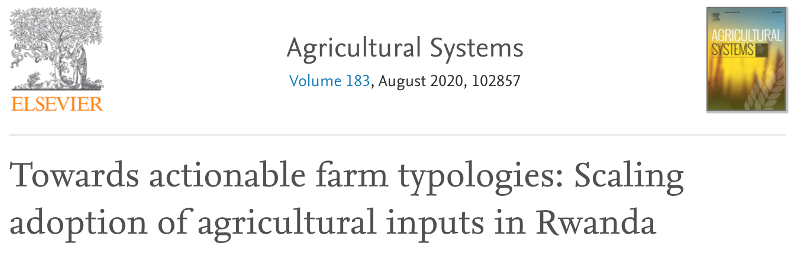 Agricultural Systems
Volume 183, August 2020, 102857
ELSEVIER
AGRICULTURAL
SYSTEMS
Towards actionable farm typologies: Scaling
adoption of agricultural inputs in Rwanda